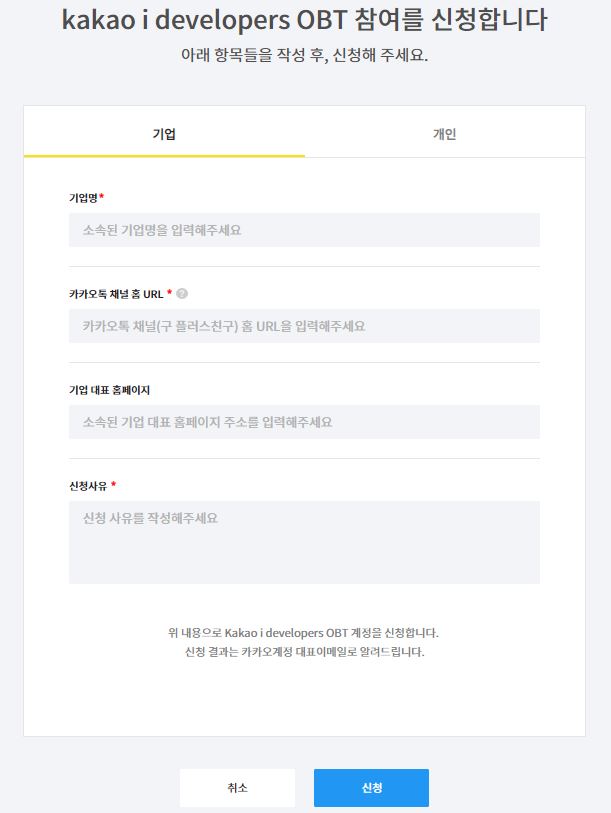 kakao i developers OBT 참여를 신청합니다
아래 항목들을 작성 후, 신청해 주세요.
기업
개인
기업명*
소속된 기업명을 입력해주세요
카카오톡 채널 홈 URL * ?
카카오톡 채널(구 플러스친구) 홈 URL을 입력해주세요
기업 대표 홈페이지
소속된 기업 대표 홈페이지 주소를 입력해주세요
신청사유 *
신청 사유를 작성해주세요
위 내용으로 Kakao i developers OBT 계정을 신청합니다.
신청 결과는 카카오계정 대표이메일로 알려드립니다.
취소
신청